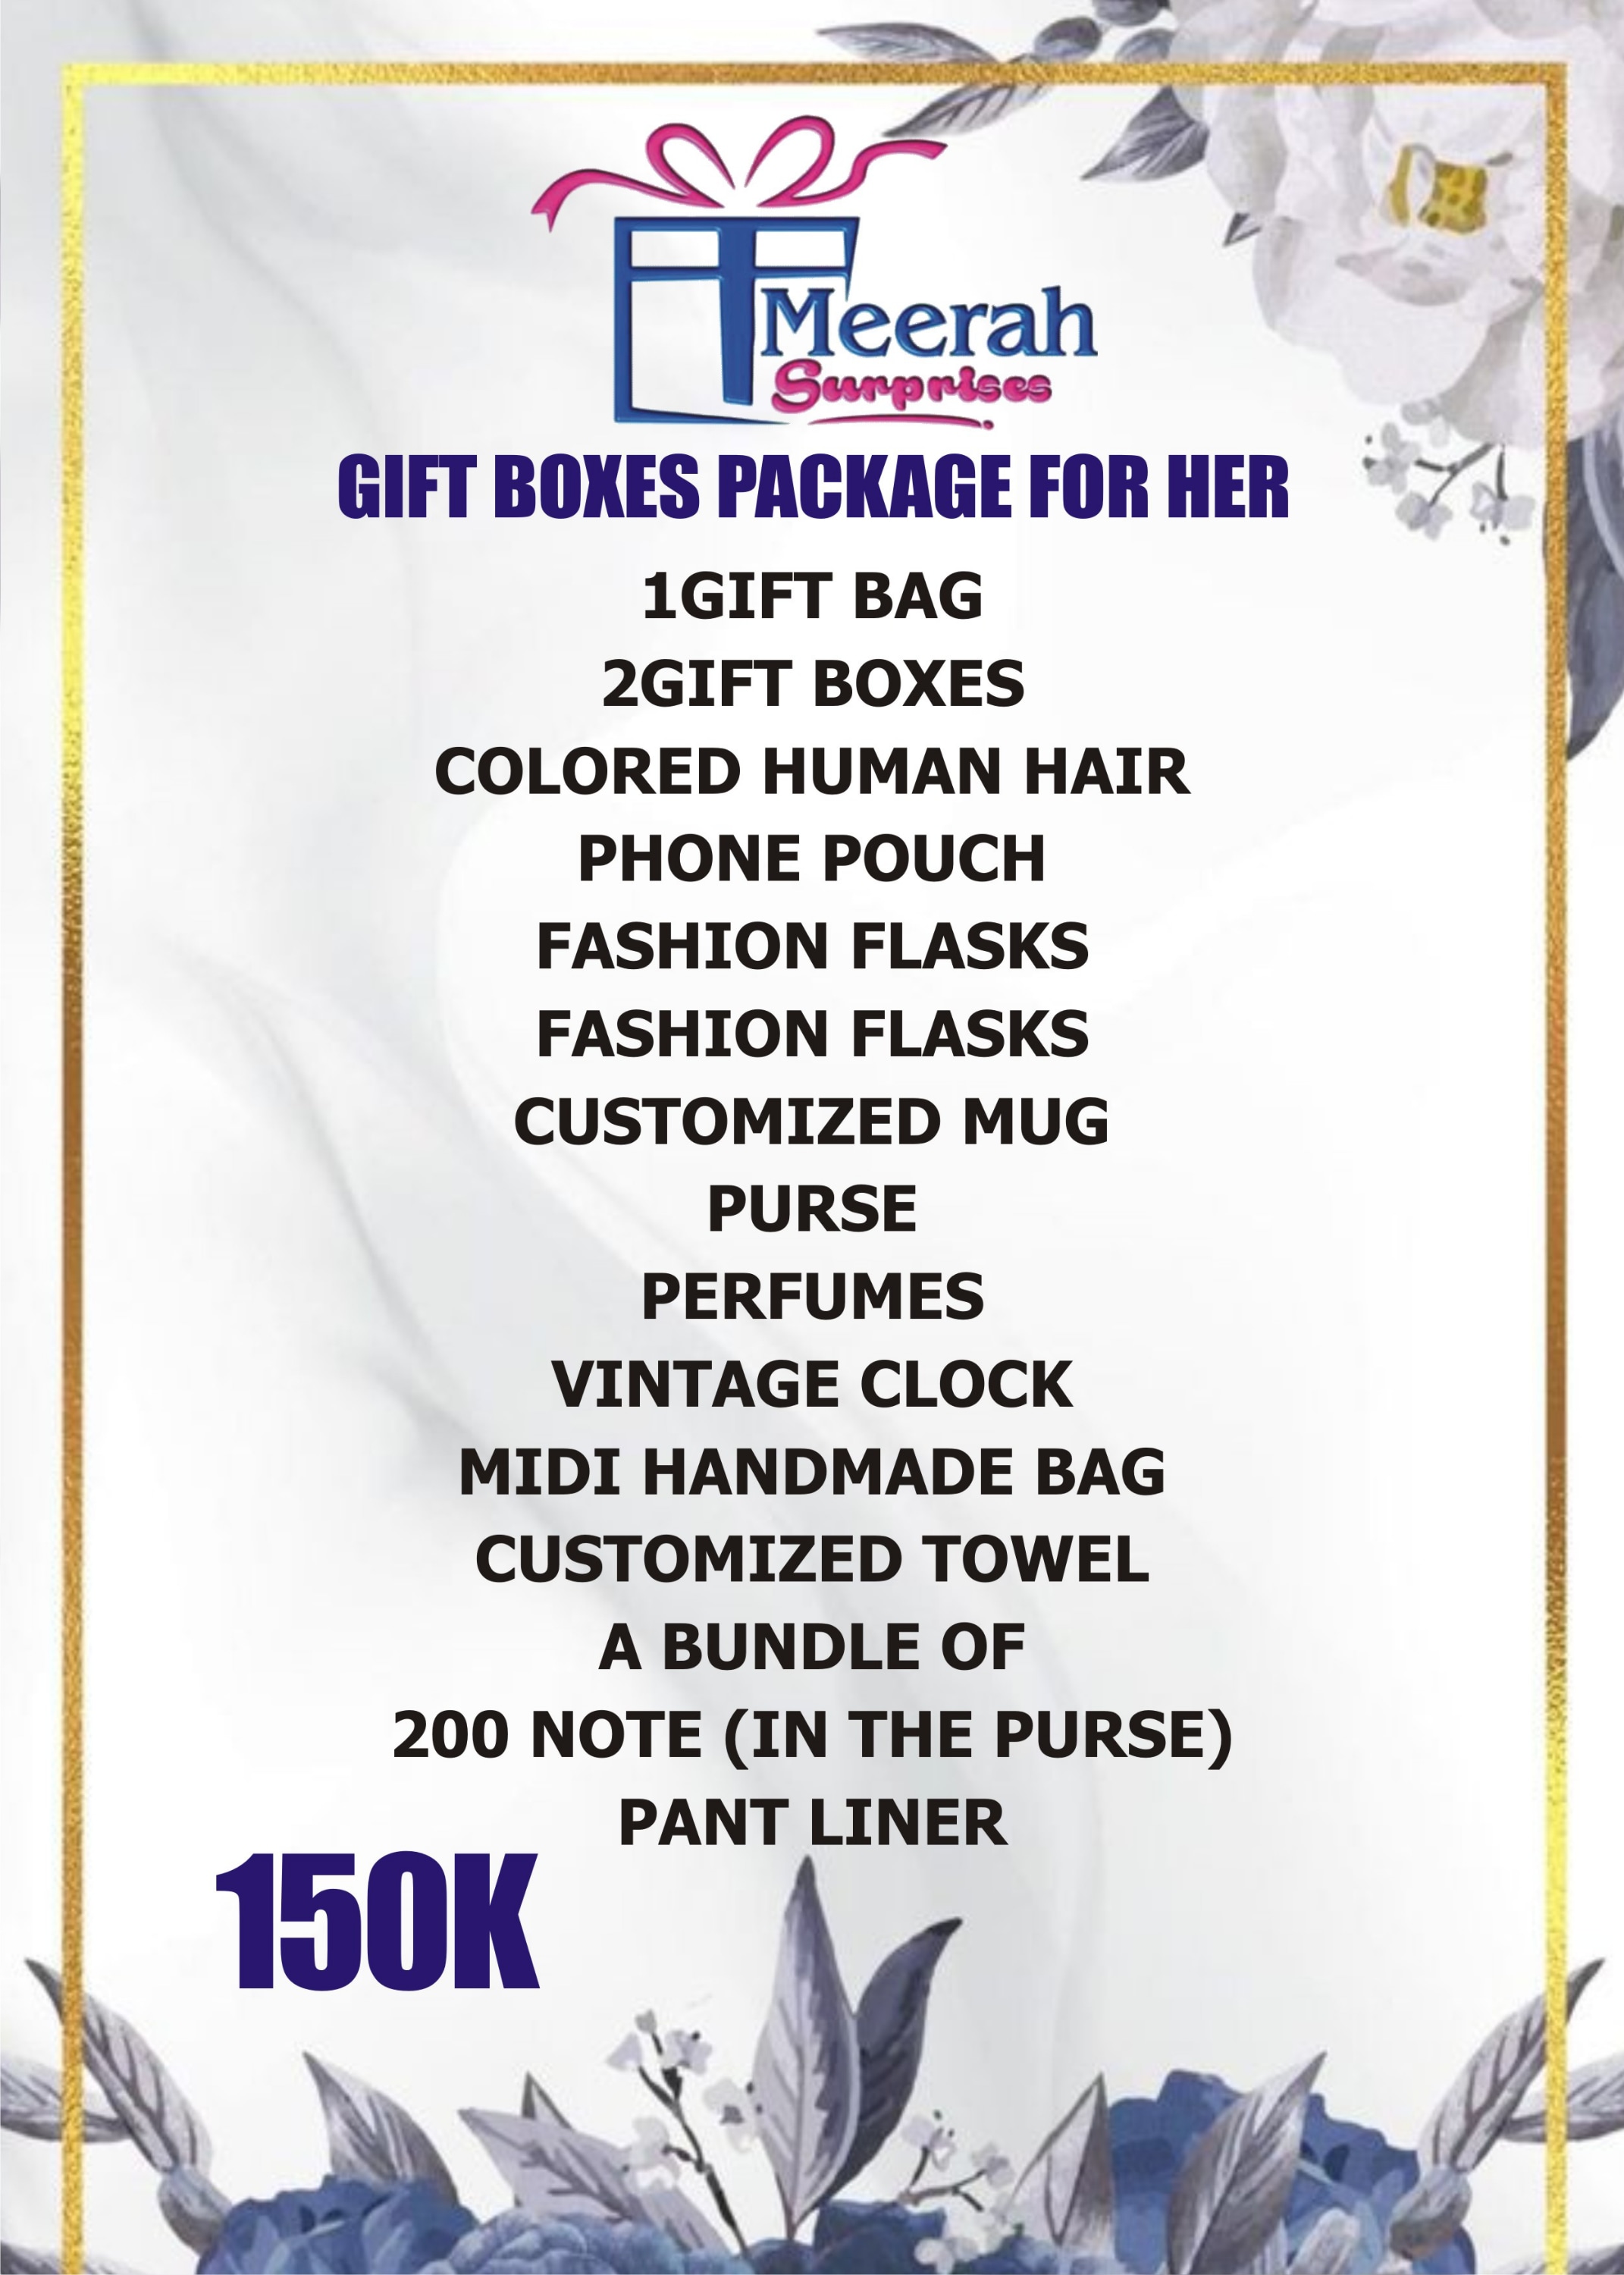 Meerah
Surprises
GIFT BOXES PACKAGE FOR HER
1GIFT BAG
2GIFT BOXES
COLORED HUMAN HAIR
PHONE POUCH
FASHION FLASKS
FASHION FLASKS
CUSTOMIZED MUG
PURSE
PERFUMES
VINTAGE CLOCK
MIDI HANDMADE BAG
CUSTOMIZED TOWEL
A BUNDLE OF
200 NOTE (IN THE PURSE)
PANT LINER
150K